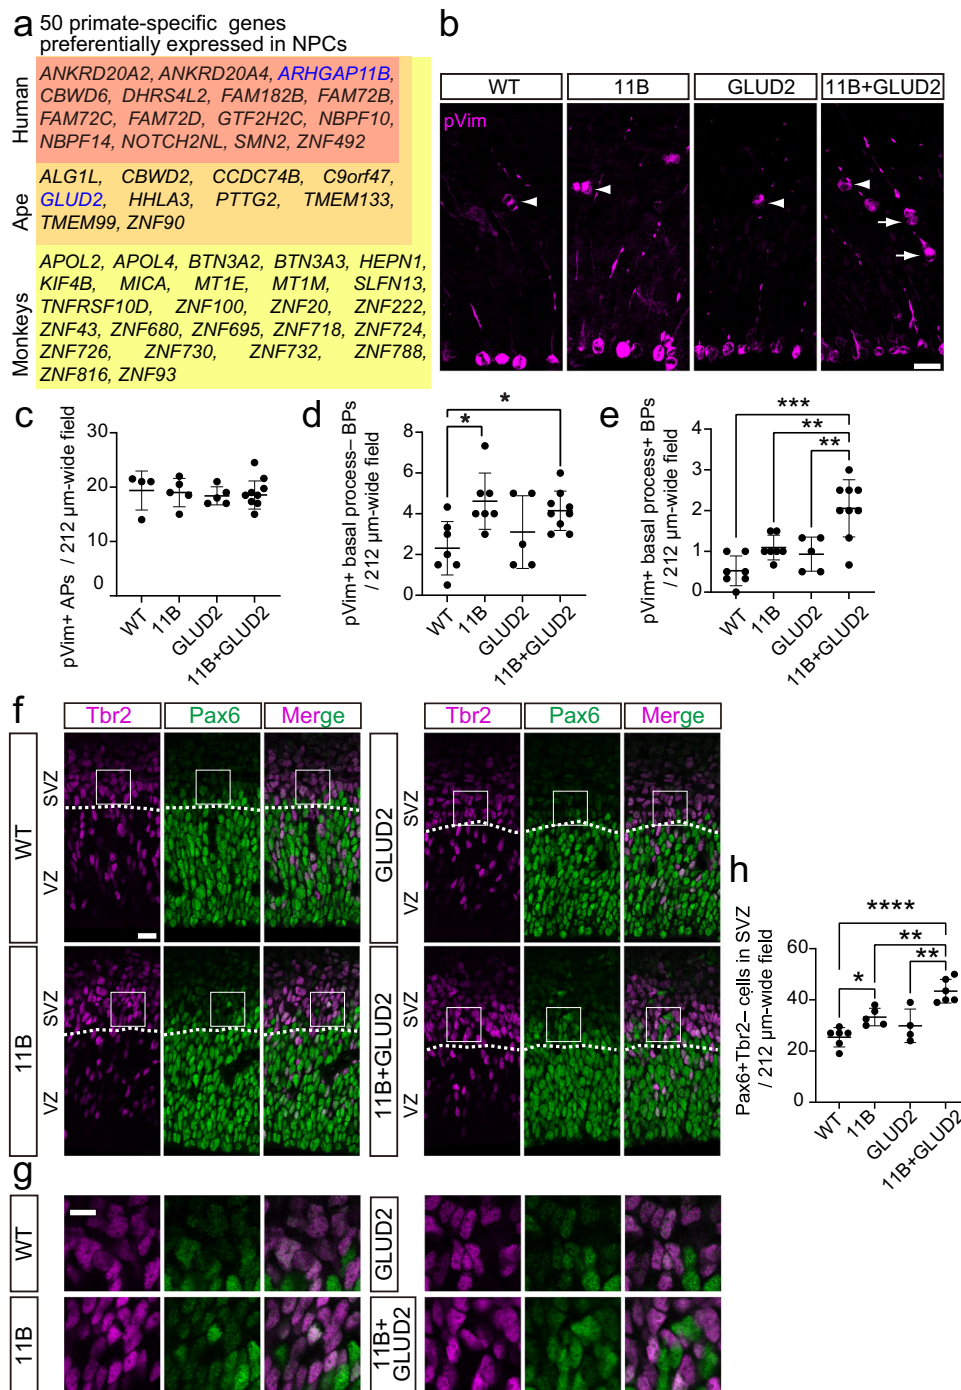 a 50 primate-specific genes
preferentially expressed in NPCs
Human
ANKRD20A2, ANKRD20A4, ARHGAP11B,
CBWD6, DHRS4L2, FAM182B, FAM72B,
FAM72C, FAM72D, GTF2H2C, NBPF10,
NBPF14, NOTCH2NL, SMN2, ZNF492
Ape
ALG1L, CBWD2, CCDC74B, C9orf47,
GLUD2, HHLA3, PTTG2, TMEM133,
TMEM99, ZNF90
Monkeys
APOL2, APOL4, BTN3A2, BTN3A3, HEPN1,
KIF4B, MICA, MT1E, MT1M, SLFN13,
TNFRSF10D, ZNF100, ZNF20, ZNF222,
ZNF43, ZNF680, ZNF695, ZNF718, ZNF724,
ZNF726, ZNF730, ZNF732, ZNF788,
ZNF816, ZNF93
b
WT 11B GLUD2 11B+GLUD2
pVim
c
pVim+ APs / 212 µm-wide field
30
20
10
0
WT 11B GLUD2 11B+GLUD2
d
pVim+ basal process– BPs
/ 212 µm-wide field
8
6
4
2
0
*
*
WT 11B GLUD2 11B+GLUD2
e
pVim+ basal process+ BPs
/ 212 µm-wide field
4
3
2
1
0
***
**
**
WT 11B GLUD2 11B+GLUD2
f
Tbr2 Pax6 Merge Tbr2 Pax6 Merge
WT
SVZ
VZ
GLUD2
SVZ
VZ
11B
SVZ
VZ
11B+GLUD2
SVZ
VZ
g
WT
GLUD2
11B
11B+
GLUD2
h
Pax6+Tbr2– cells in SVZ
/ 212 µm-wide field
60
40
20
0
****
**
**
*
WT 11B GLUD2 11B+GLUD2